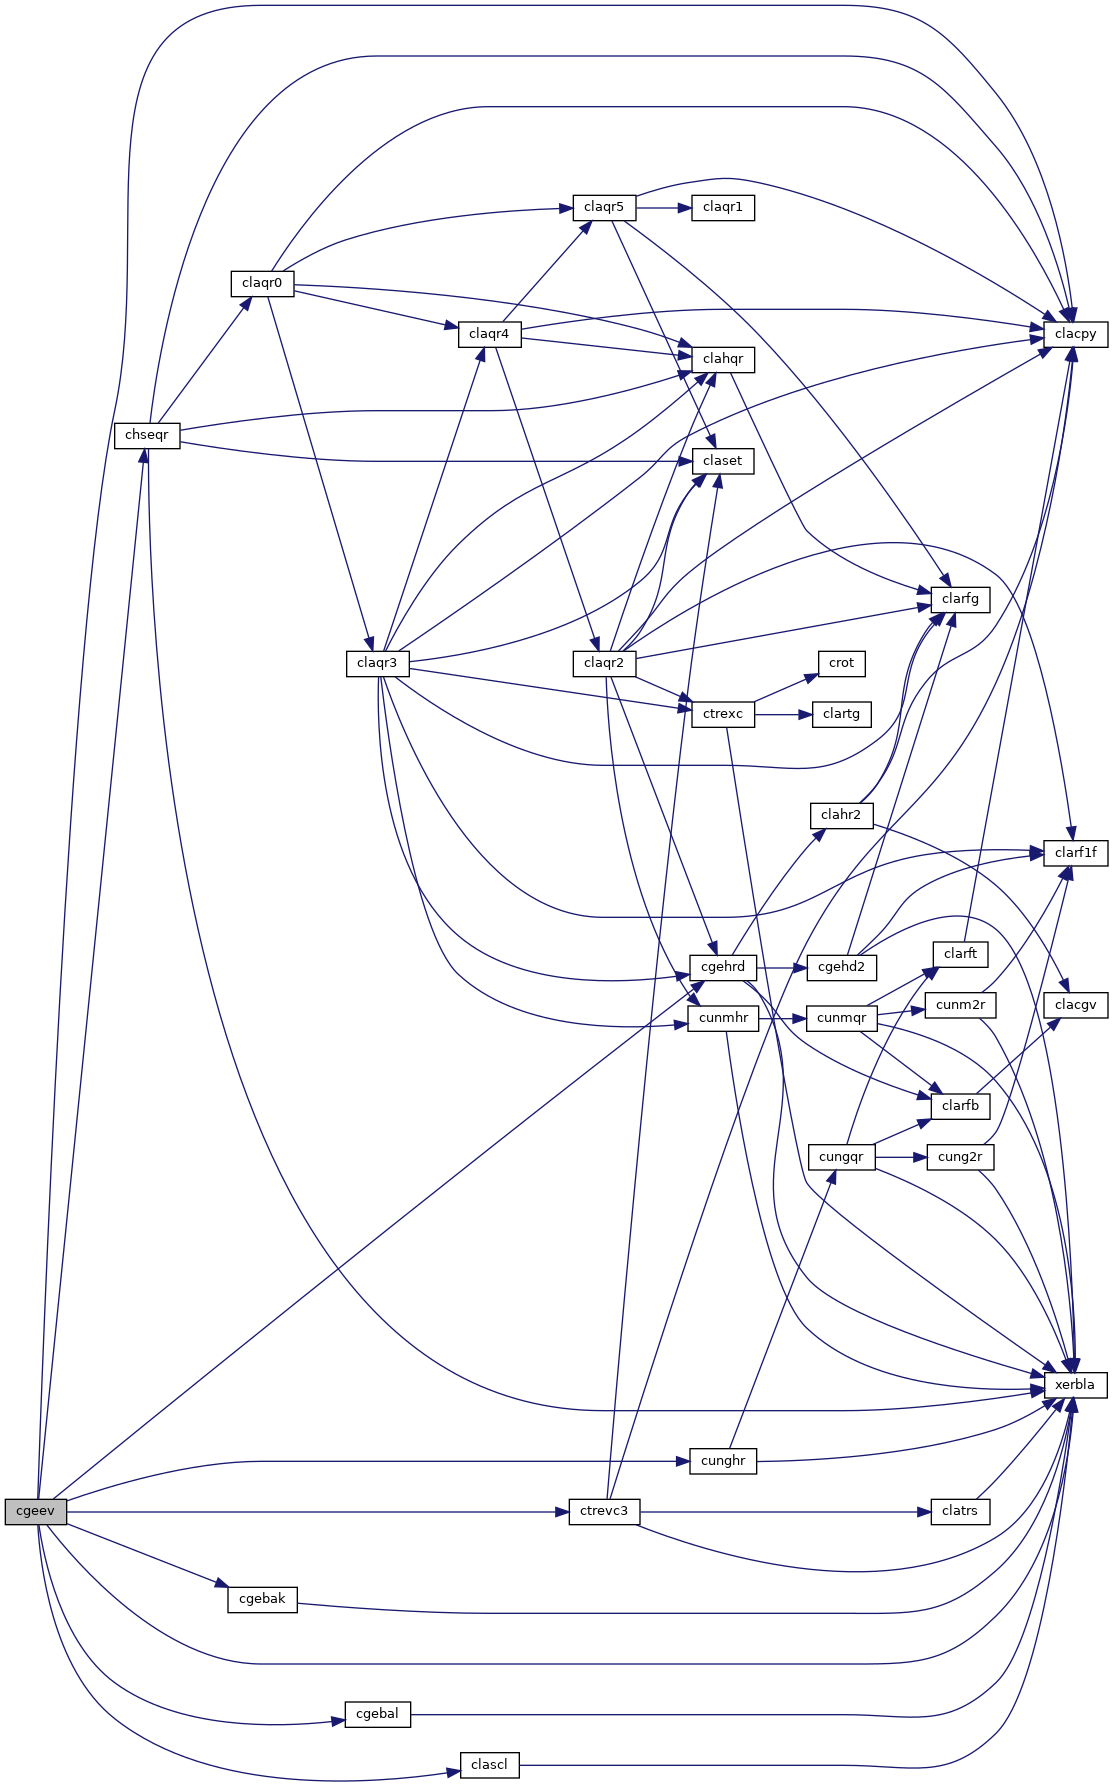 claqr5
claqr1
claqr0
claqr4
clacpy
clahqr
chseqr
claset
clarfg
claqr3
claqr2
crot
ctrexc
clartg
clahr2
clarf1f
clarft
cgehrd
cgehd2
cunm2r
clacgv
cunmhr
cunmqr
clarfb
cungqr
cung2r
xerbla
cunghr
cgeev
ctrevc3
clatrs
cgebak
cgebal
clascl